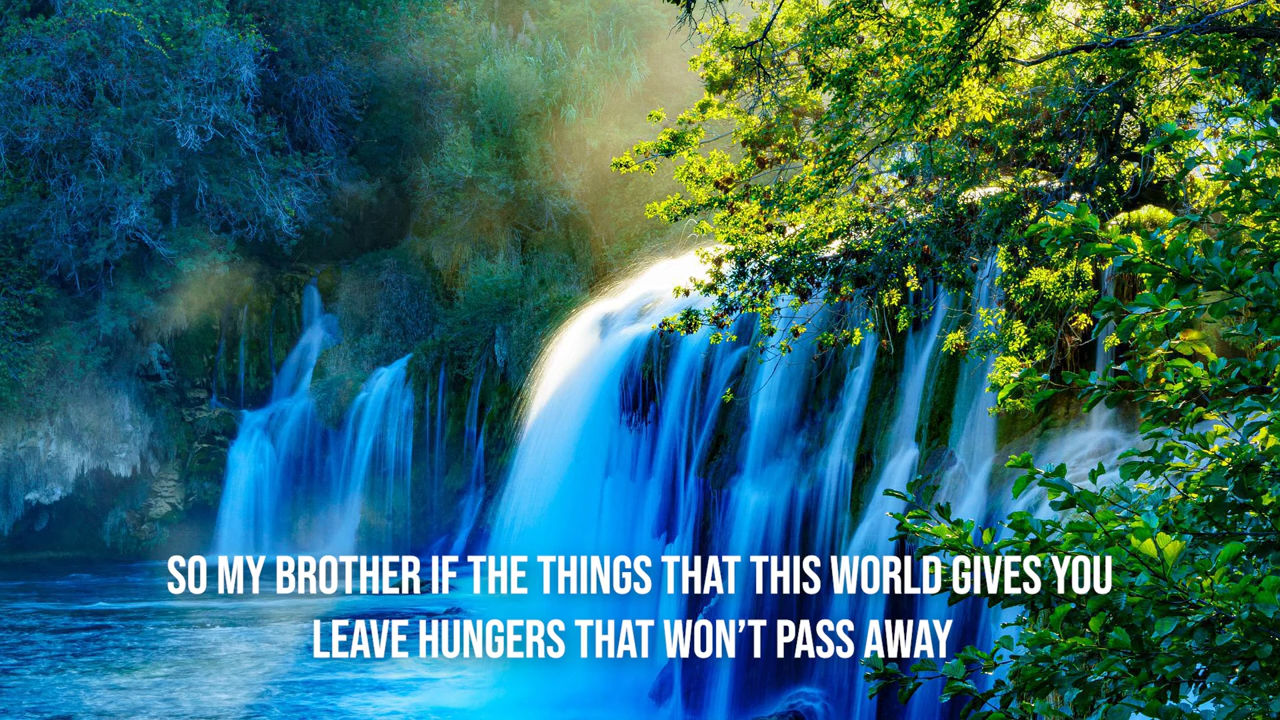 SO MY BROTHER IF THE THINGS THAT THIS WORLD GIVES YOU
LEAVE HUNGERS THAT WON’T PASS AWAY